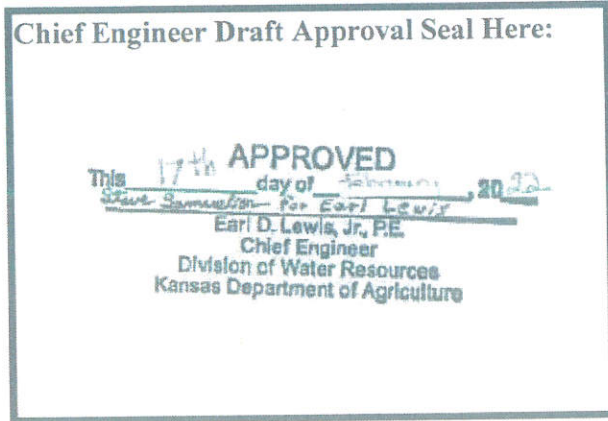 Chief Engineer Draft Approval Seal Here:
APPROVED
This 17th day of February, 2022
Steve Samuelson for Earl Lewis
Earl D. Lewis, Jr., P.E.
Chief Engineer
Division of Water Resources
Kansas Department of Agriculture